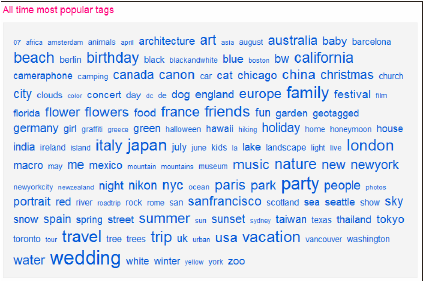 All time most popular tags
07 africa amsterdam animals april architecture art asia august australia baby barcelona
beach berlin birthday black blackandwhite blue boston bw california
cameraphone camping canada canon car cat chicago china christmas church
city clouds color concert day dc de dog england europe family festival film
florida flower flowers food france friends fun garden geotagged
germany girl graffiti greece green halloween hawaii hiking holiday home honeymoon house
india ireland island italy japan july june kids la lake landscape light live london
macro may me mexico mountain mountains museum music nature new newyork
newyorkcity newzealand night nikon nyc ocean paris park party people photos
portrait red river roadtrip rock rome san sanfrancisco scotland sea seattle show sky
snow spain spring street summer sun sunset sydney taiwan texas thailand tokyo
toronto tour travel tree trees trip uk urban usa vacation vancouver washington
water wedding white winter yellow york zoo